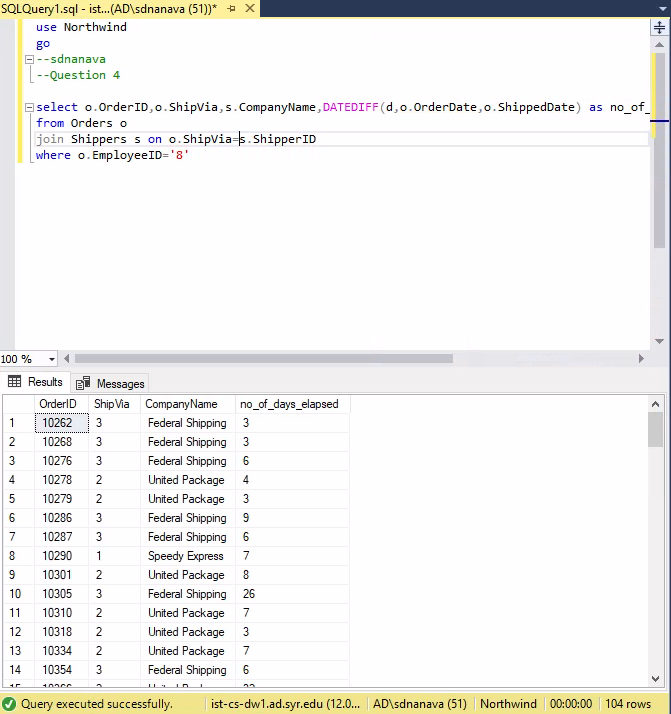 SQLQuery1.sql - ist...(AD\sdnanava (51))*
use Northwind
go
--sdnanava
--Question 4
select o.OrderID,o.ShipVia,s.CompanyName,DATEDIFF(d,o.OrderDate,o.ShippedDate) as no_of_
from Orders o
join Shippers s on o.ShipVia=s.ShipperID
where o.EmployeeID='8'
100 %
Results Messages
OrderID ShipVia CompanyName no_of_days_elapsed
1 10262 3 Federal Shipping 3
2 10268 3 Federal Shipping 3
3 10276 3 Federal Shipping 6
4 10278 2 United Package 4
5 10279 2 United Package 3
6 10286 3 Federal Shipping 9
7 10287 3 Federal Shipping 6
8 10290 1 Speedy Express 7
9 10301 2 United Package 8
10 10305 3 Federal Shipping 26
11 10310 2 United Package 7
12 10318 2 United Package 3
13 10334 2 United Package 7
14 10354 3 Federal Shipping 6
Query executed successfully. ist-cs-dw1.ad.syr.edu (12.0... AD\sdnanava (51) Northwind 00:00:00 104 rows